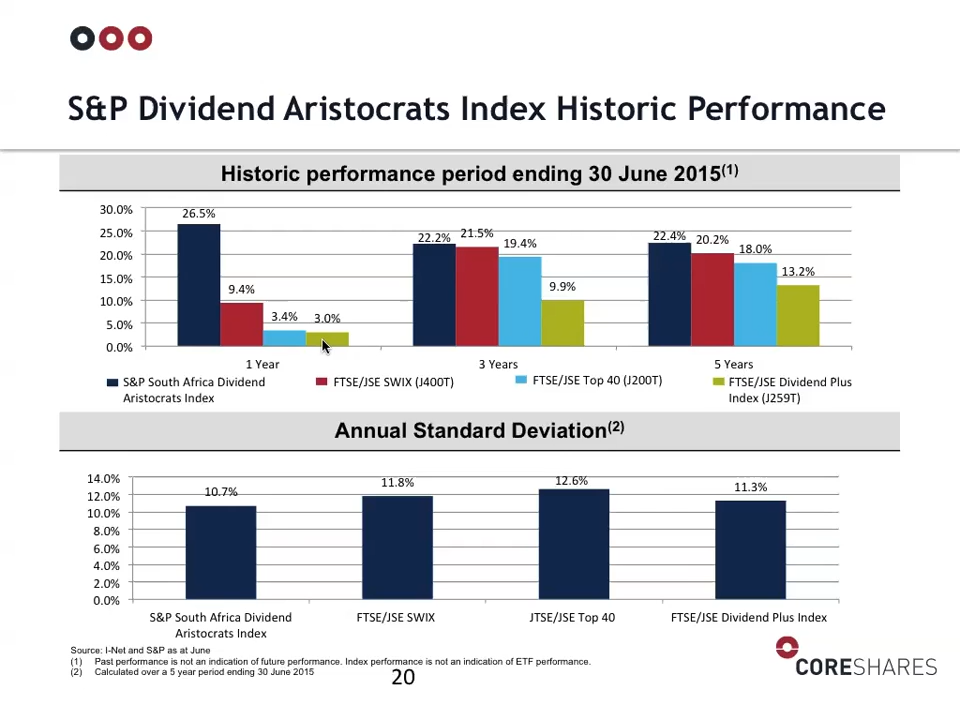 S&P Dividend Aristocrats Index Historic Performance
Historic performance period ending 30 June 2015(1)
30.0%
25.0%
20.0%
15.0%
10.0%
5.0%
0.0%
26.5%
9.4%
3.4%
3.0%
22.2%
21.5%
19.4%
9.9%
22.4%
20.2%
18.0%
13.2%
1 Year
3 Years
5 Years
S&P South Africa Dividend
Aristocrats Index
FTSE/JSE SWIX (J400T)
FTSE/JSE Top 40 (J200T)
FTSE/JSE Dividend Plus
Index (J259T)
Annual Standard Deviation(2)
14.0%
12.0%
10.0%
8.0%
6.0%
4.0%
2.0%
0.0%
10.7%
11.8%
12.6%
11.3%
S&P South Africa Dividend
Aristocrats Index
FTSE/JSE SWIX
JTSE/JSE Top 40
FTSE/JSE Dividend Plus Index
Source: I-Net and S&P as at June
(1) Past performance is not an indication of future performance. Index performance is not an indication of ETF performance.
(2) Calculated over a 5 year period ending 30 June 2015
20
CORESHARES